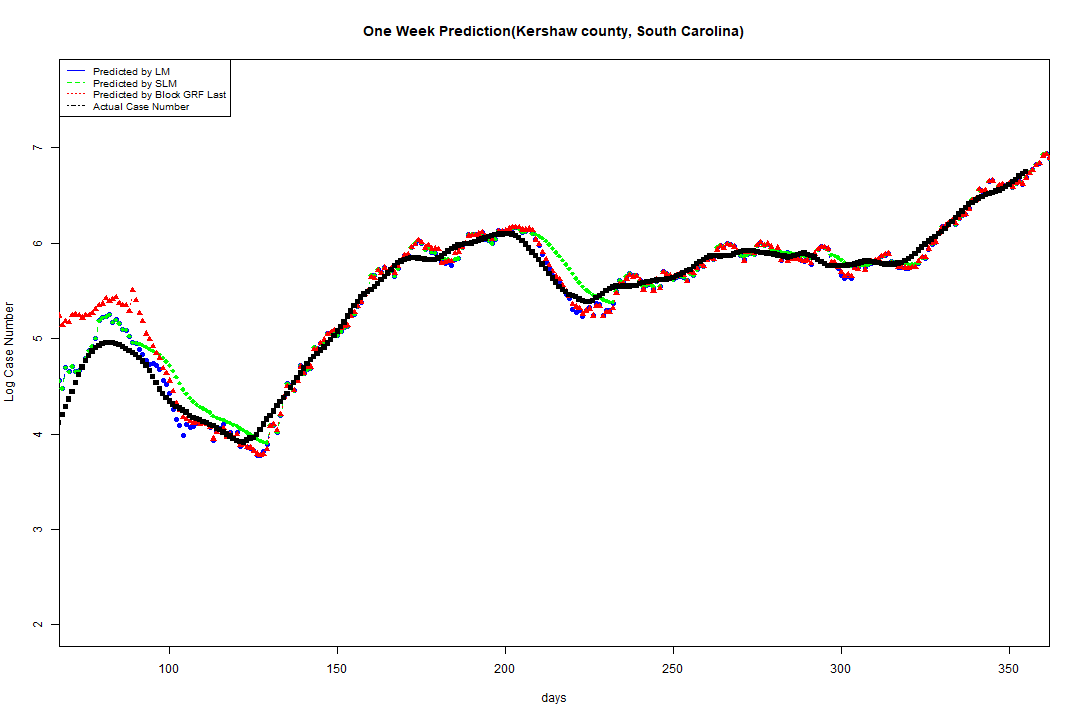 One Week Prediction(Kershaw county, South Carolina)
Predicted by LM
Predicted by SLM
Predicted by Block GRF Last
Actual Case Number
Log Case Number
7
6
5
4
3
2
100 150 200 250 300 350
days